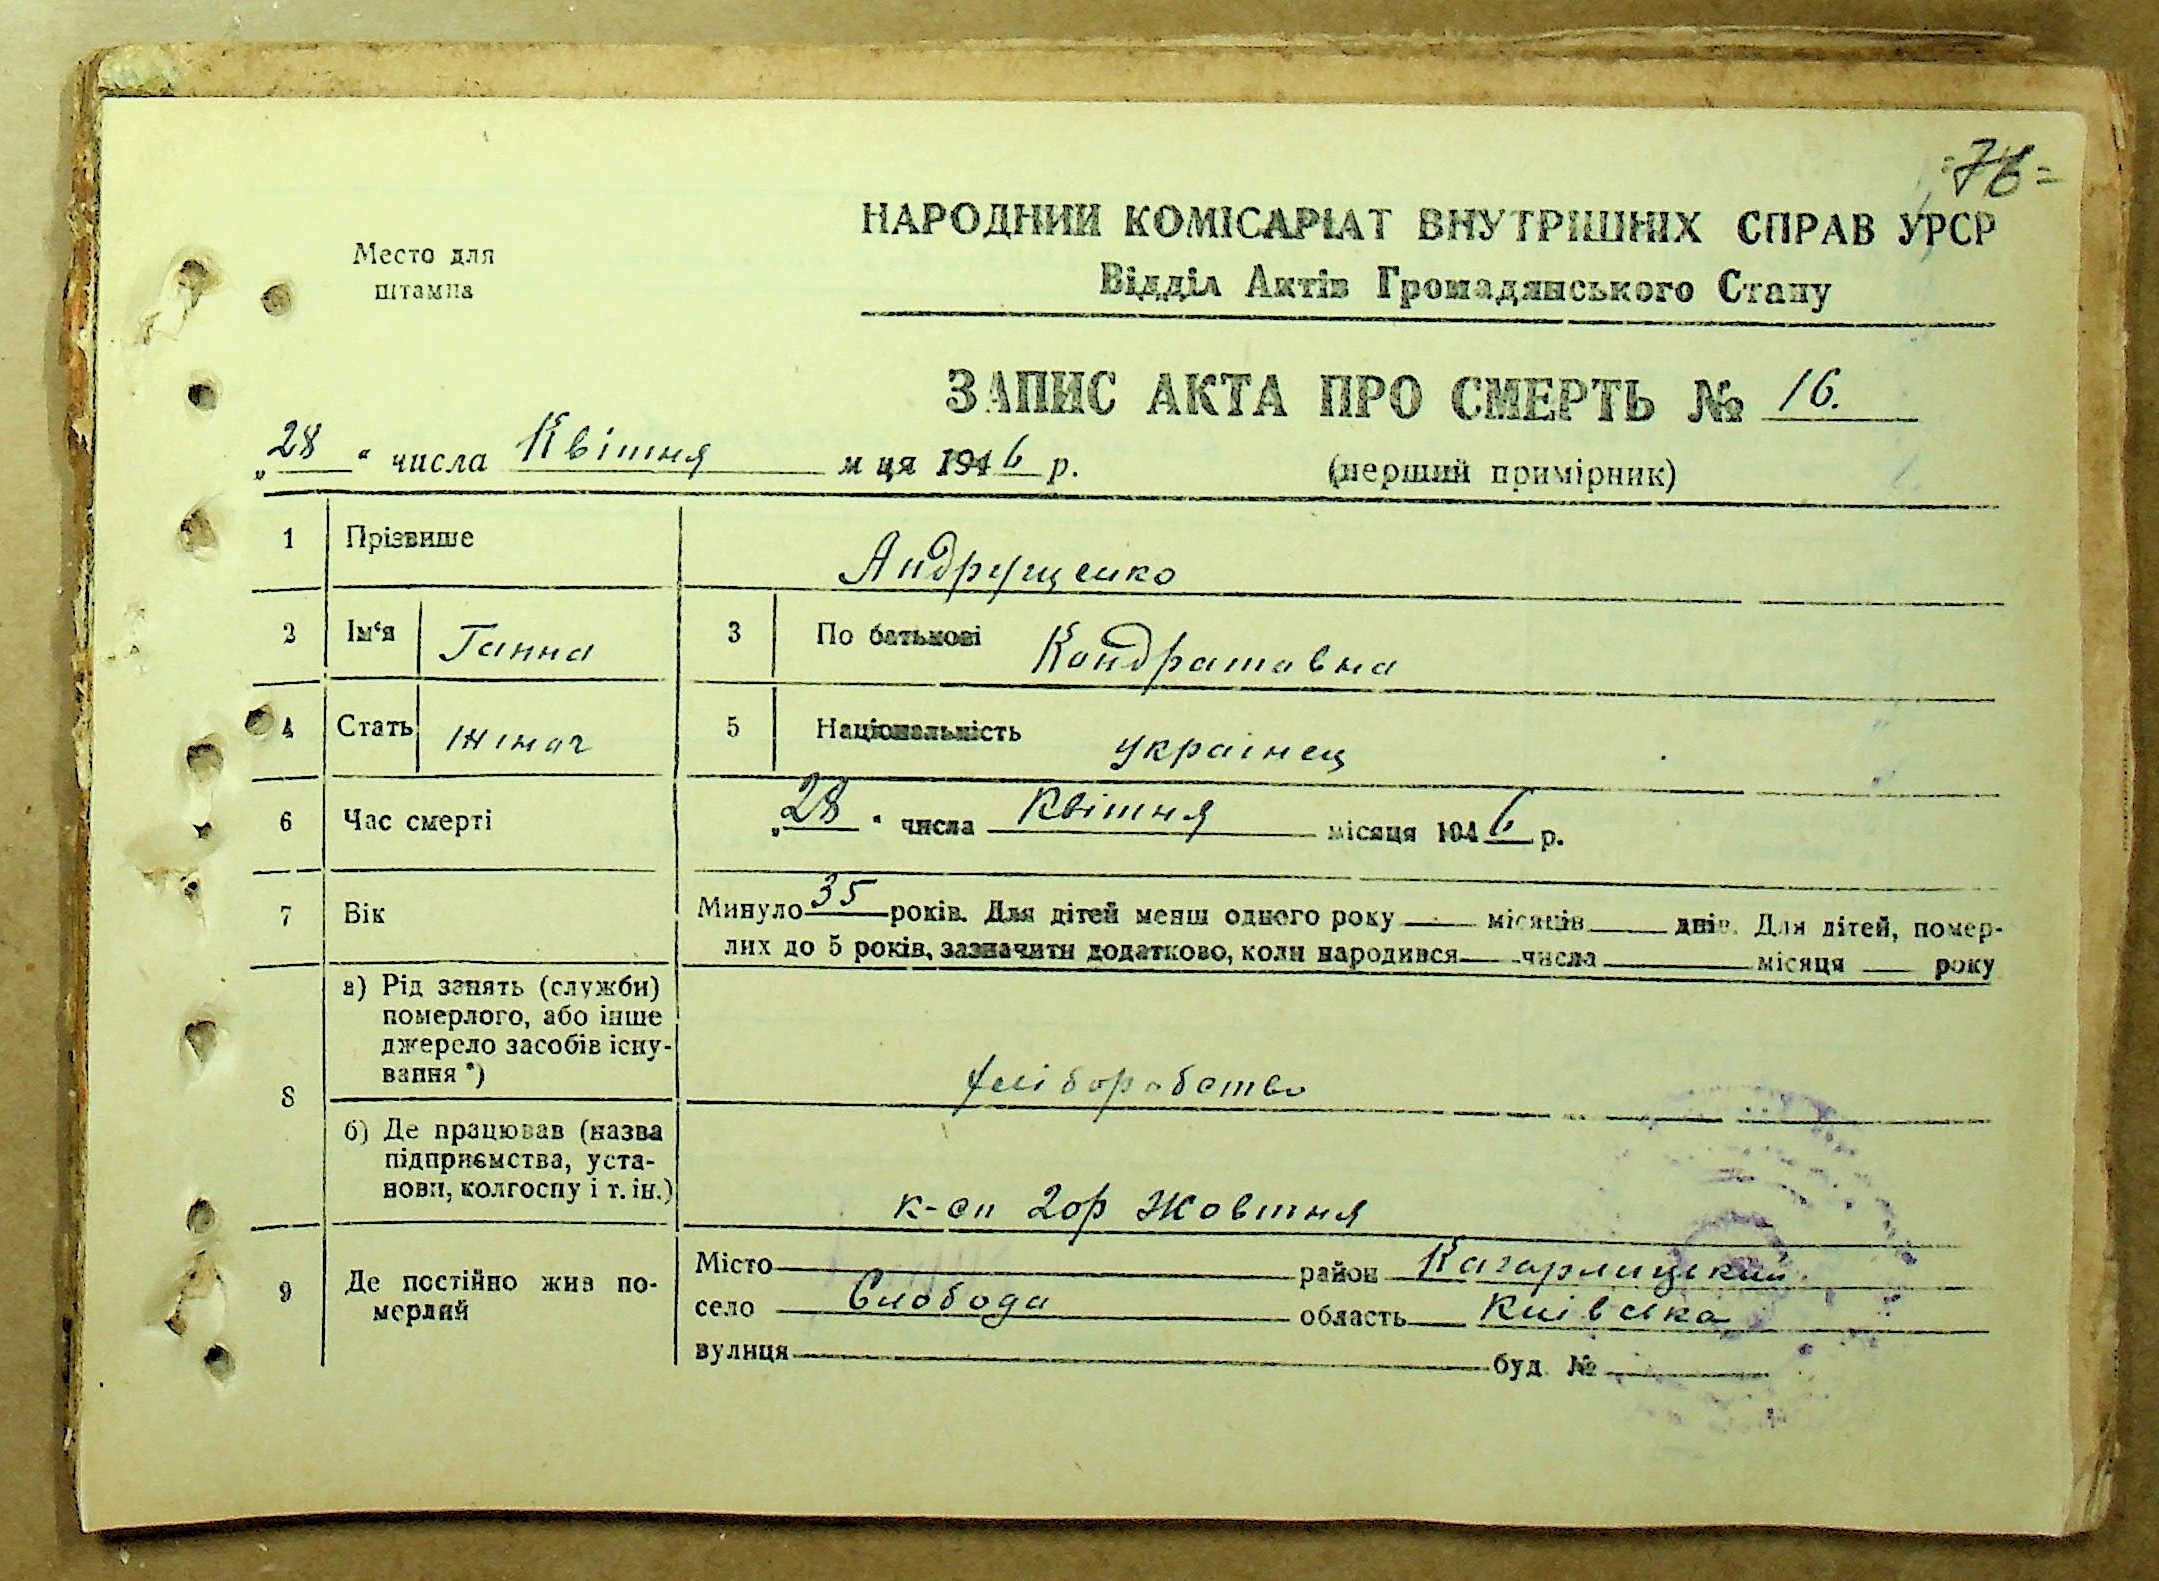 =76=
Место для
штампа
НАРОДНИЙ КОМІСАРІАТ ВНУТРІШНІХ СПРАВ УРСР
Відділ Актів Громадянського Стану
ЗАПИС АКТА ПРО СМЕРТЬ № 16.
„28“ числа Квітня м ця 1946 р.
(перший примірник)
1 Прізвише Андрущенко
2 Ім‘я Ганна 3 По батькові Кондратовна
4 Стать жіноч 5 Національність украінец
6 Час смерті „28“ числа Квітня місяця 1946 р.
7 Вік Минуло 35 років. Для дітей менш одного року місяців днів. Для дітей, помер-
лих до 5 років, зазначити додатково, коли народився числа місяця року
8 а) Рід занять (служби)
померлого, або інше
джерело засобів існу-
вання *)
хліборобство
б) Де працював (назва
підприємства, уста-
нови, колгоспу і т. ін.)
к-сп 2ор Жовтня
9 Де постійно жив по-
мерлий
Місто район Кагарлицький
село Слобода область Киівська
вулиця буд №